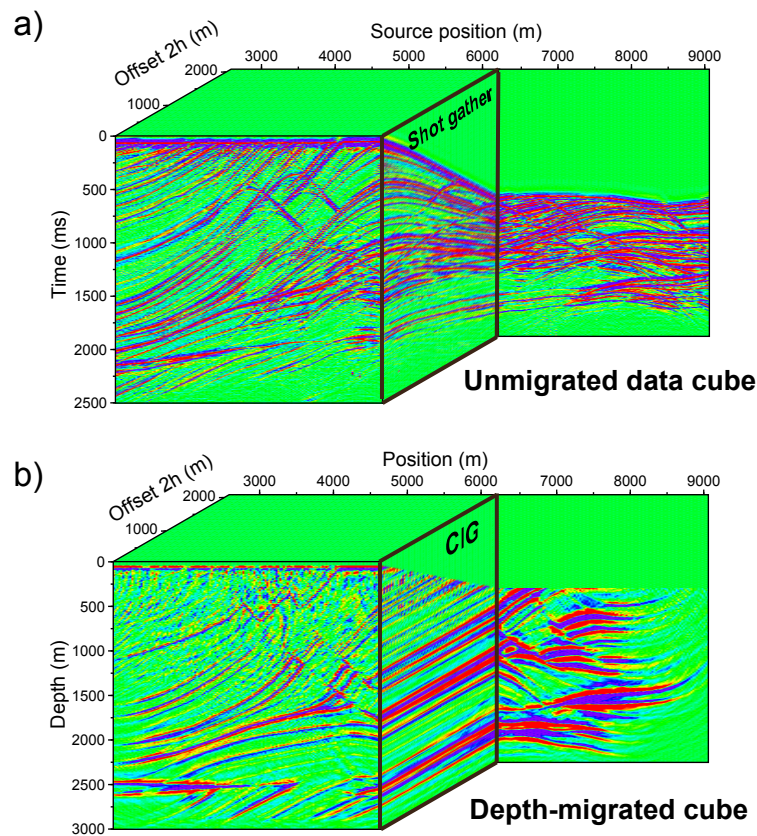 a)
Source position (m)
Offset 2h (m)
3000 4000 5000 6000 7000 8000 9000
2000
1000
Shot gather
0
500
1000
1500
2000
2500
Time (ms)
Unmigrated data cube
b)
Position (m)
Offset 2h (m)
3000 4000 5000 6000 7000 8000 9000
2000
1000
CIG
0
500
1000
1500
2000
2500
3000
Depth (m)
Depth-migrated cube